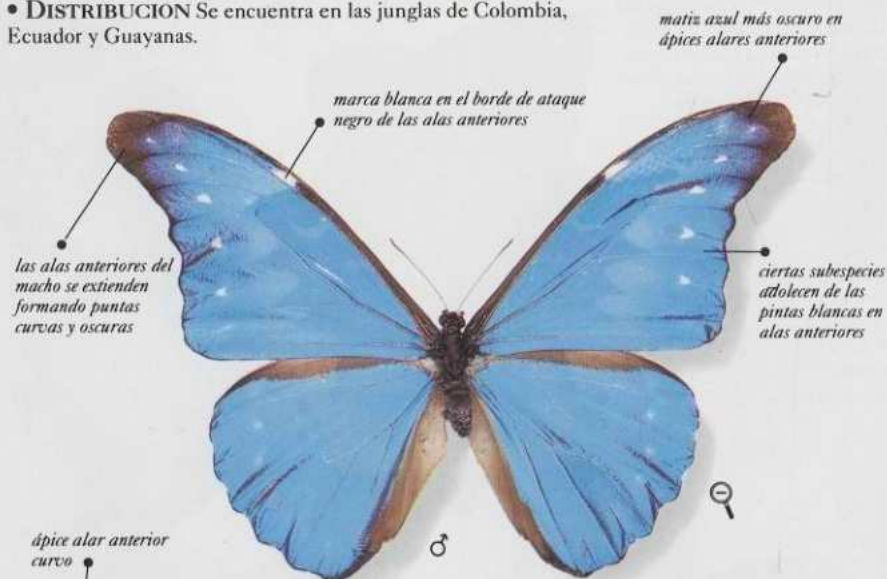 • DISTRIBUCION Se encuentra en las junglas de Colombia,
Ecuador y Guayanas.
matiz azul más oscuro en
ápices alares anteriores
marca blanca en el borde de ataque
negro de las alas anteriores
las alas anteriores del
macho se extienden
formando puntas
curvas y oscuras
ciertas subespecies
adolecen de las
pintas blancas en
alas anteriores
ápice alar anterior
curvo
♂